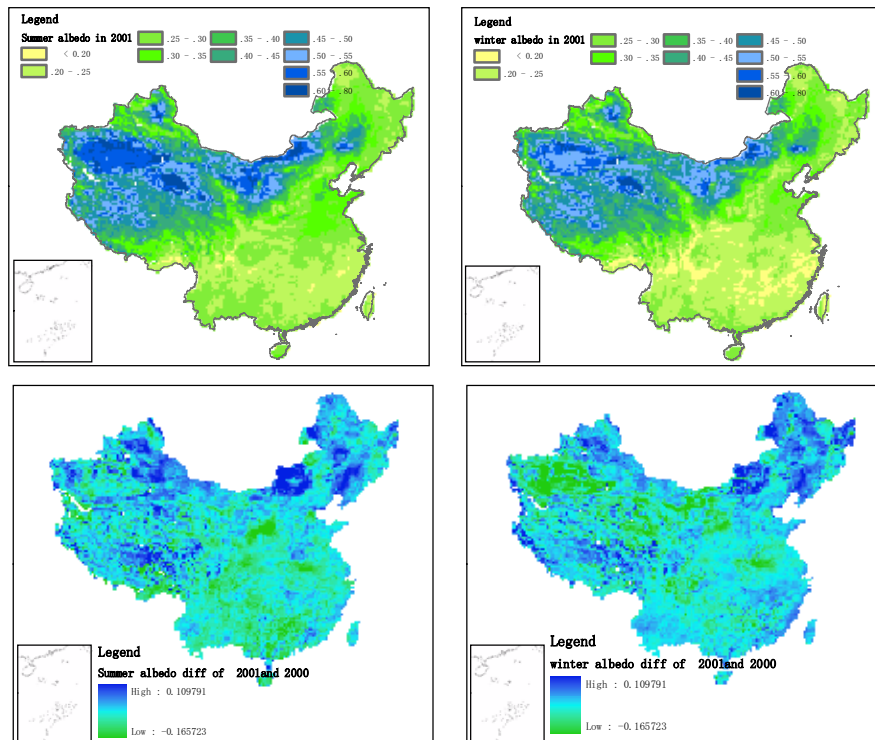 Legend
Summer albedo in 2001
< 0.20
.20 - .25
.25 - .30
.30 - .35
.35 - .40
.40 - .45
.45 - .50
.50 - .55
.55 - .60
.60 - .80
Legend
winter albedo in 2001
< 0.20
.20 - .25
.25 - .30
.30 - .35
.35 - .40
.40 - .45
.45 - .50
.50 - .55
.55 - .60
.60 - .80
Legend
Summer albedo diff of 2001and 2000
High : 0.109791
Low : -0.165723
Legend
winter albedo diff of 2001and 2000
High : 0.109791
Low : -0.165723